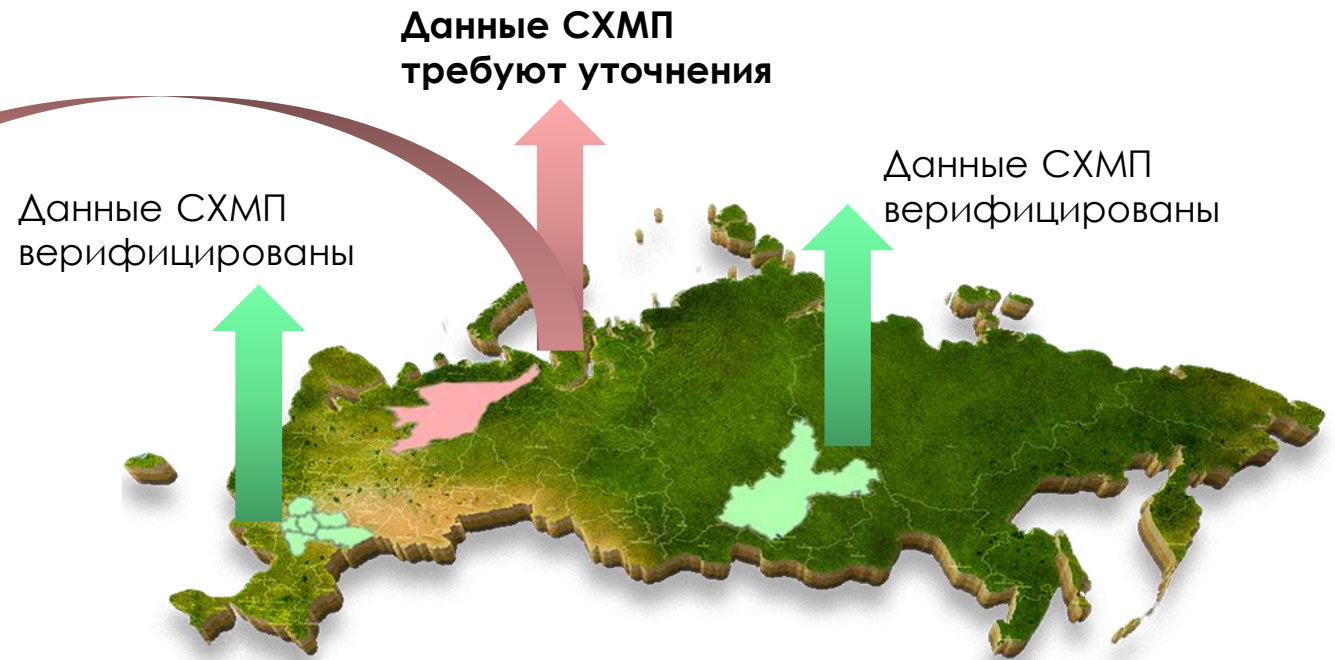 Данные СХМП
требуют уточнения
Данные СХМП
верифицированы
Данные СХМП
верифицированы